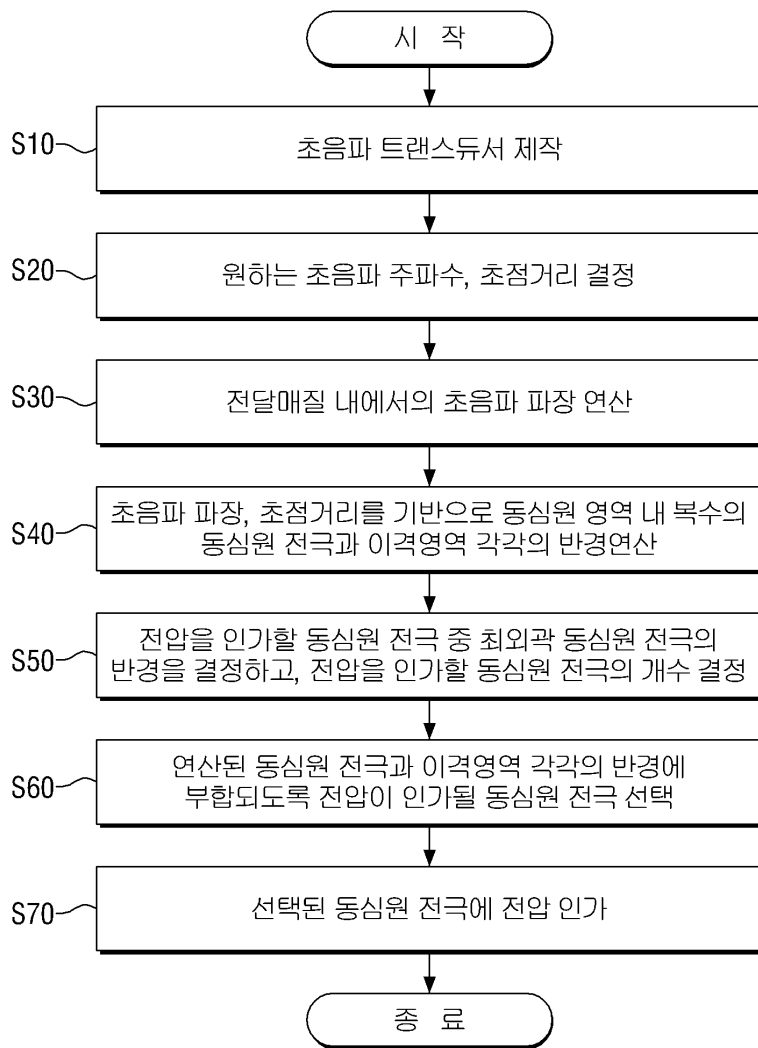 시 작
S10
초음파 트랜스듀서 제작
S20
원하는 초음파 주파수, 초점거리 결정
S30
전달매질 내에서의 초음파 파장 연산
S40
초음파 파장, 초점거리를 기반으로 동심원 영역 내 복수의
동심원 전극과 이격영역 각각의 반경연산
S50
전압을 인가할 동심원 전극 중 최외곽 동심원 전극의
반경을 결정하고, 전압을 인가할 동심원 전극의 개수 결정
S60
연산된 동심원 전극과 이격영역 각각의 반경에
부합되도록 전압이 인가될 동심원 전극 선택
S70
선택된 동심원 전극에 전압 인가
종 료